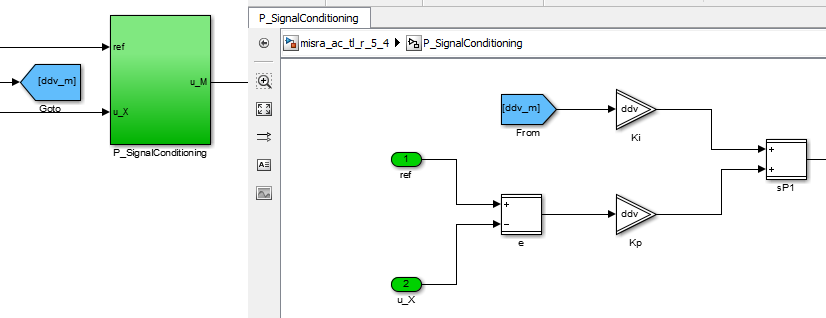 ref
[ddv_m]
Goto
u_X
u_M
P_SignalConditioning
P_SignalConditioning
misra_ac_tl_r_5_4 P_SignalConditioning
A
[ddv_m]
From
ddv
Ki
1
ref
+
+
sP1
+
−
e
ddv
Kp
2
u_X